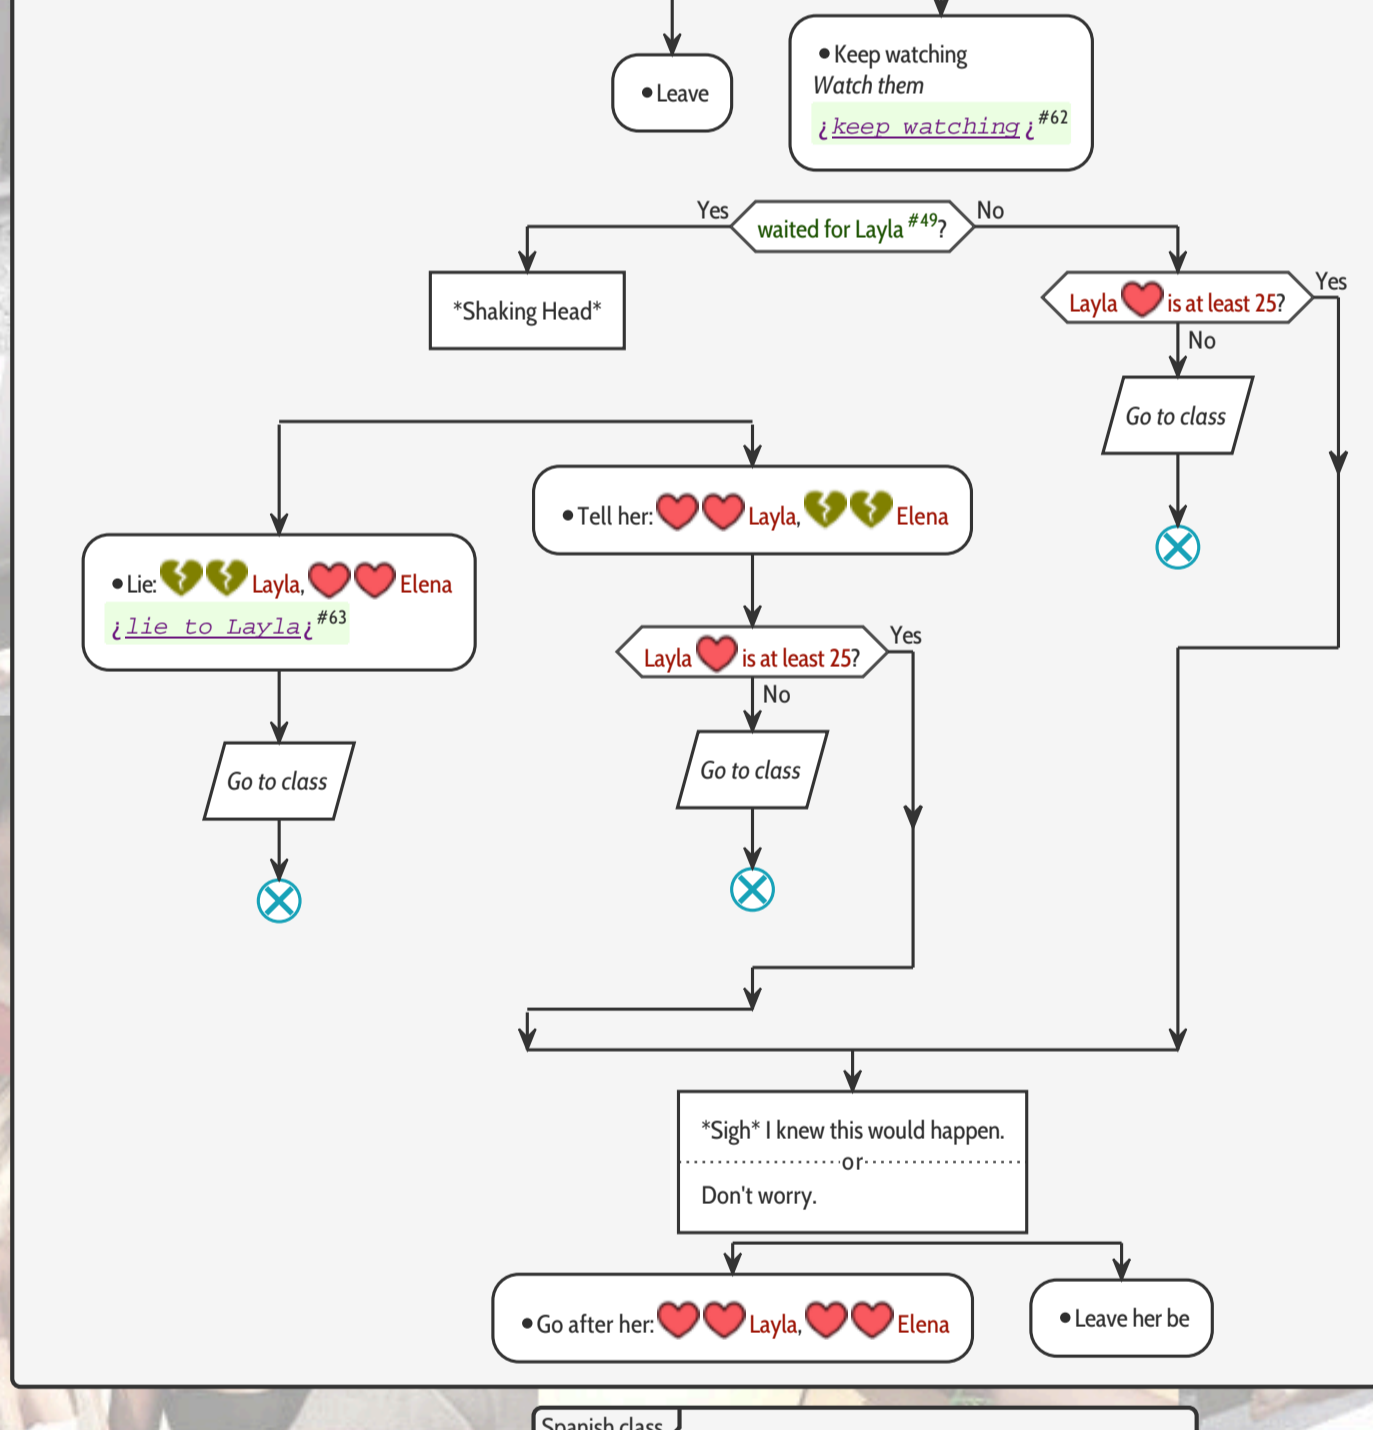 •Leave
•Keep watching
Watch them
¿keep watching¿#62
Yes
waited for Layla #49?
No
*Shaking Head*
Layla ❤ is at least 25?
Yes
No
Go to class
•Tell her: ❤❤ Layla, 💔💔 Elena
•Lie: 💔💔 Layla, ❤❤ Elena
¿lie to Layla¿#63
Layla ❤ is at least 25?
Yes
No
Go to class
Go to class
*Sigh* I knew this would happen.
or
Don't worry.
•Go after her: ❤❤ Layla, ❤❤ Elena
•Leave her be
Spanish class